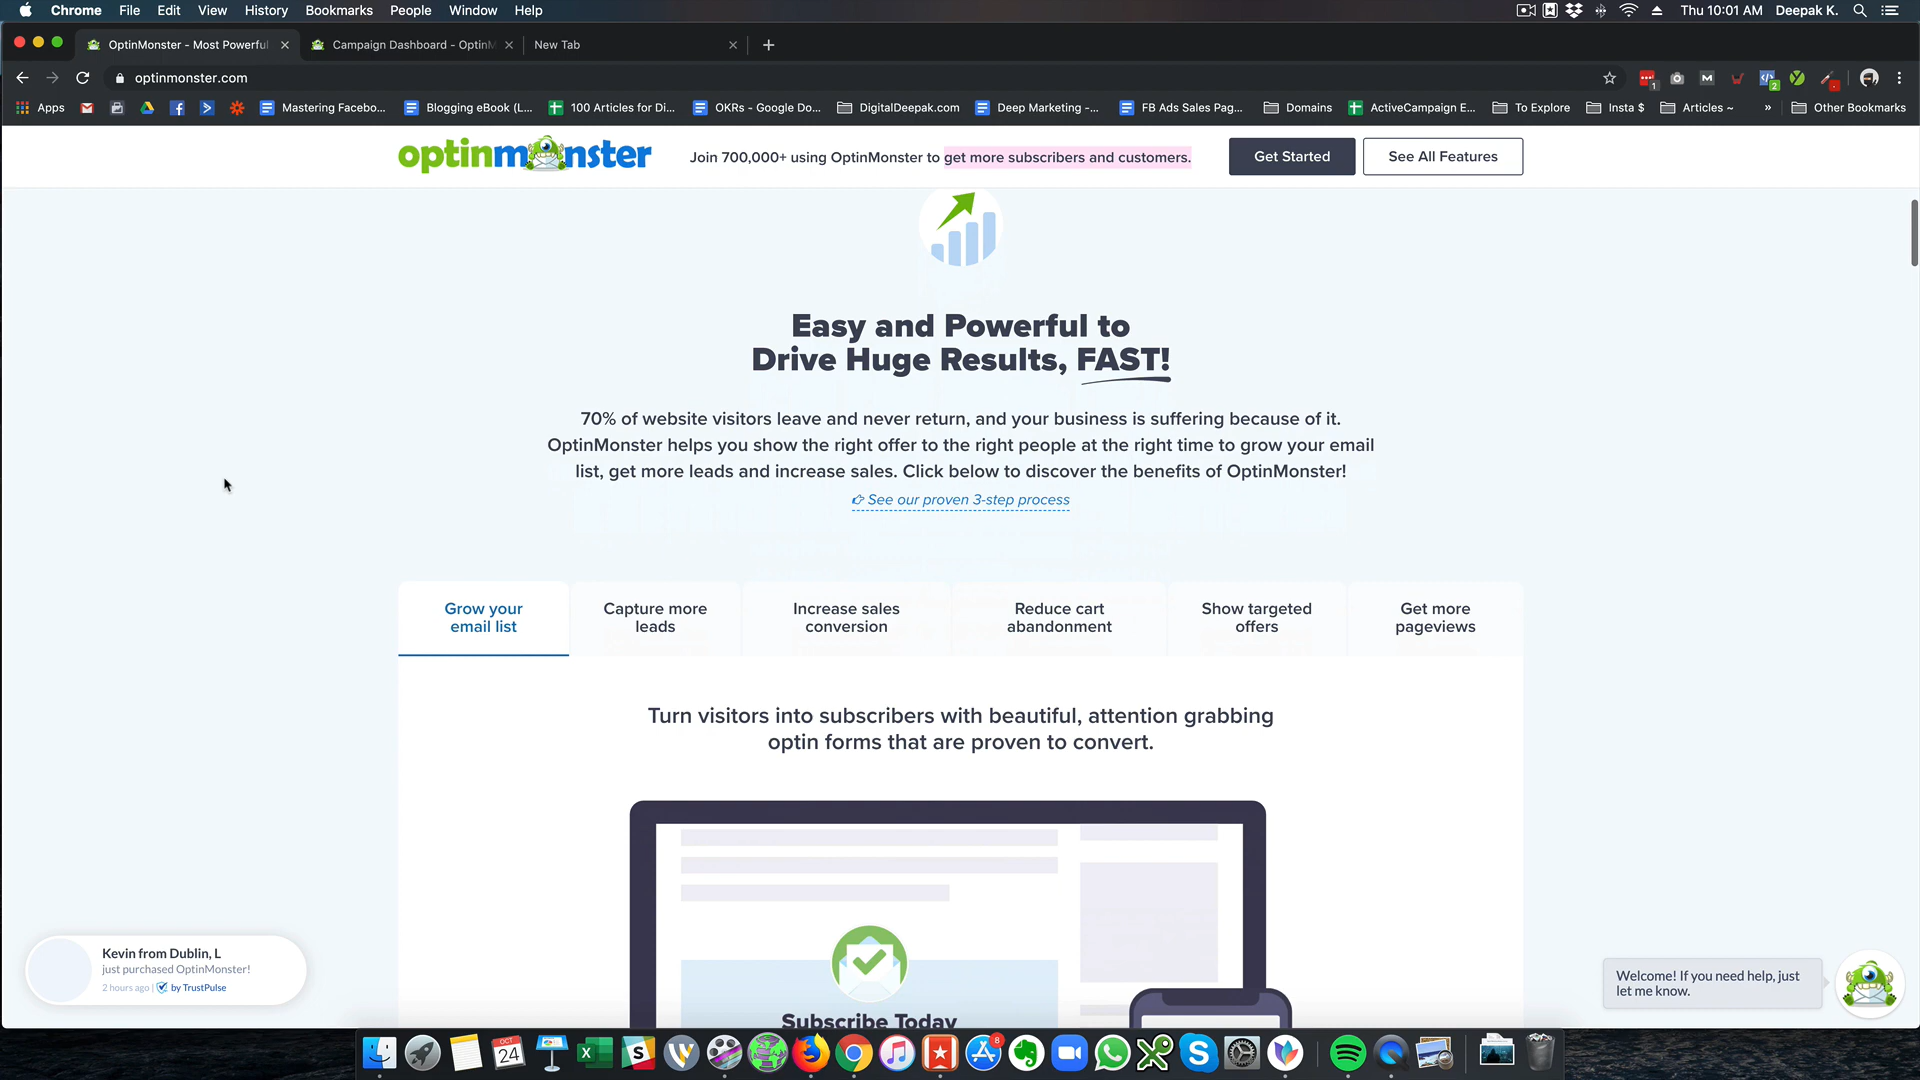 Chrome File Edit View History Bookmarks People Window Help
Thu 10:01 AM Deepak K.
OptinMonster - Most Powerful
Campaign Dashboard - OptinM
New Tab
optinmonster.com
1
2
Apps
Mastering Facebo...
Blogging eBook (L...
100 Articles for Di...
OKRs - Google Do...
DigitalDeepak.com
Deep Marketing -...
FB Ads Sales Pag...
Domains
ActiveCampaign E...
To Explore
Insta $
Articles ~
»
Other Bookmarks
optinmonster
Join 700,000+ using OptinMonster to get more subscribers and customers.
Get Started
See All Features
Easy and Powerful to
Drive Huge Results, FAST!
70% of website visitors leave and never return, and your business is suffering because of it.
OptinMonster helps you show the right offer to the right people at the right time to grow your email
list, get more leads and increase sales. Click below to discover the benefits of OptinMonster!
See our proven 3-step process
Grow your
email list
Capture more
leads
Increase sales
conversion
Reduce cart
abandonment
Show targeted
offers
Get more
pageviews
Turn visitors into subscribers with beautiful, attention grabbing
optin forms that are proven to convert.
Subscribe Today
Kevin from Dublin, L
just purchased OptinMonster!
2 hours ago | by TrustPulse
Welcome! If you need help, just
let me know.
OCT
24
8